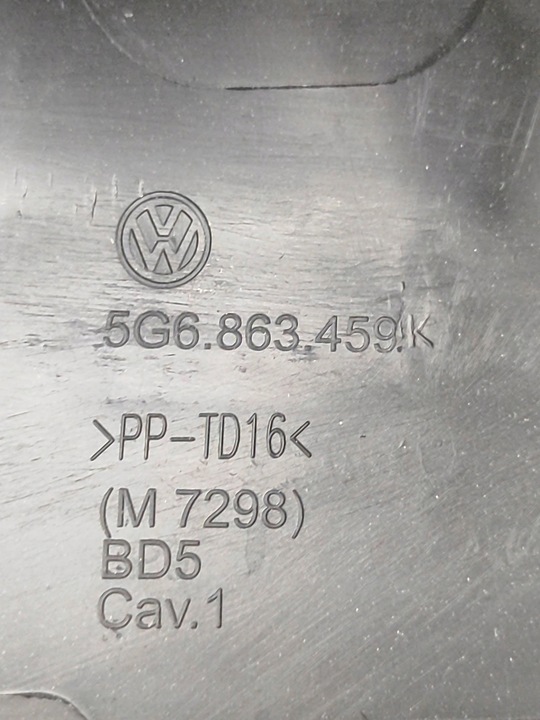 5G6.863.459.K
>PP-TD16<
(M 7298)
BD5
Cav.1